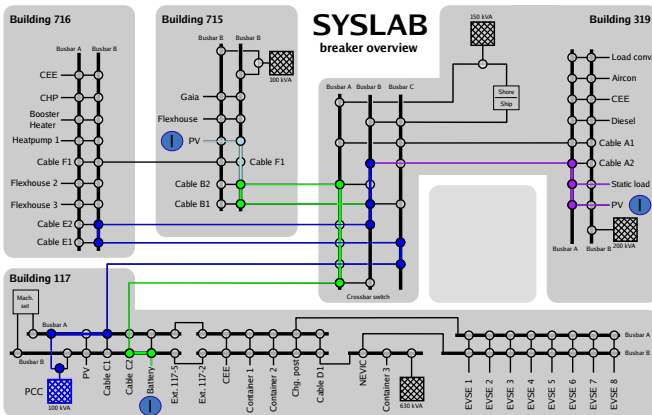 SYSLAB
breaker overview
Building 716
Busbar A
Busbar B
CEE
CHP
Booster
Heater
Heatpump 1
Cable F1
Flexhouse 2
Flexhouse 3
Cable E2
Cable E1
Building 715
Busbar B
Busbar B
100 kVA
Gaia
Flexhouse
I
PV
Cable F1
Cable B2
Cable B1
150 kVA
Shore
Ship
Busbar A
Busbar B
Busbar C
Crossbar switch
Building 319
Load conv.
Aircon
CEE
Diesel
Cable A1
Cable A2
Static load
PV
I
200 kVA
Busbar A
Busbar B
Building 117
Mach.
set
Busbar A
Busbar B
PCC
100 kVA
PV
Cable C1
Cable C2
Battery
I
Ext. 117-5
Ext. 117-2
CEE
Container 1
Container 2
Chg. post
Cable D1
NEVIC
Container 3
630 kVA
Busbar A
Busbar B
EVSE 1
EVSE 2
EVSE 3
EVSE 4
EVSE 5
EVSE 6
EVSE 7
EVSE 8